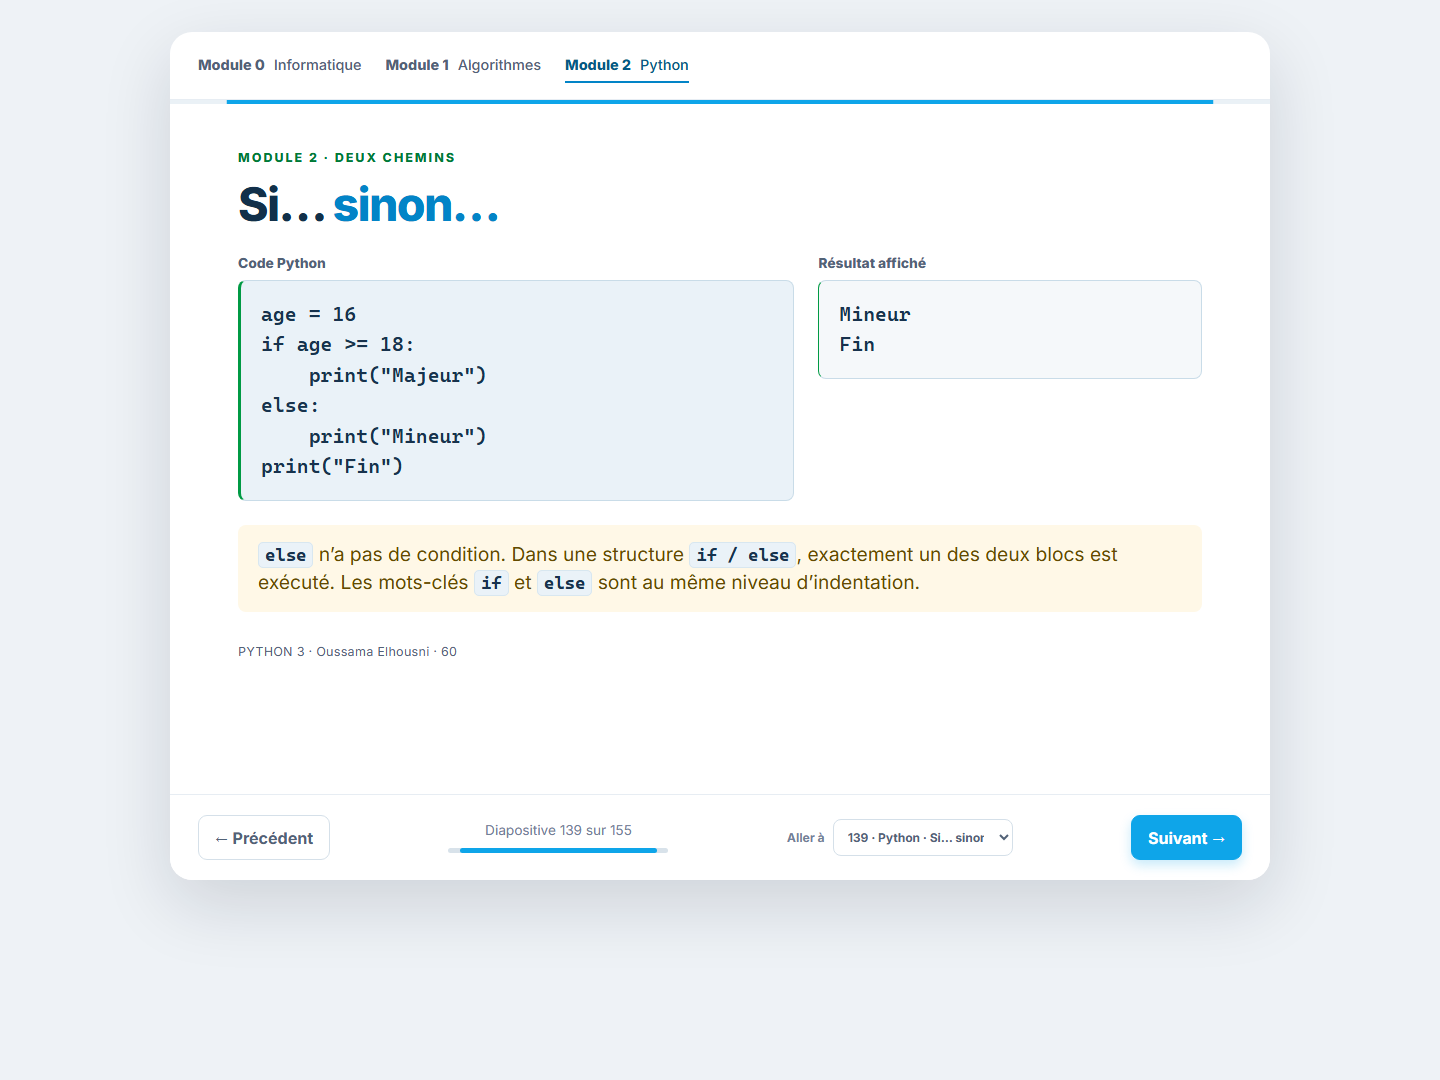 Module 0 Informatique Module 1 Algorithmes Module 2 Python
MODULE 2 · DEUX CHEMINS
Si… sinon…
Code Python
age = 16
if age >= 18:
    print("Majeur")
else:
    print("Mineur")
print("Fin")
Résultat affiché
Mineur
Fin
else n’a pas de condition. Dans une structure if / else, exactement un des deux blocs est
exécuté. Les mots-clés if et else sont au même niveau d’indentation.
PYTHON 3 · Oussama Elhousni · 60
← Précédent
Diapositive 139 sur 155
Aller à
139 · Python · Si… sinor
Suivant →